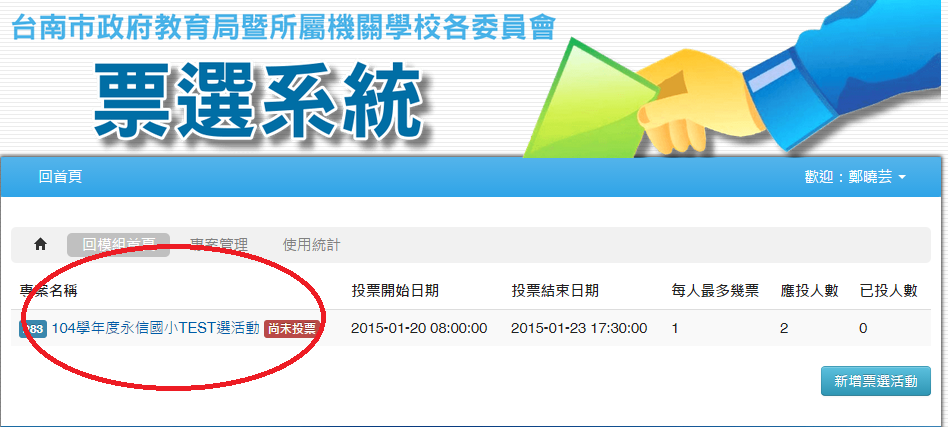 台南市政府教育局暨所屬機關學校各委員會
票選系統
回首頁 歡迎：鄭曉芸
回模組首頁 專案管理 使用統計
專案名稱 投票開始日期 投票結束日期 每人最多幾票 應投人數 已投人數
104學年度永信國小TEST選活動 尚未投票 2015-01-20 08:00:00 2015-01-23 17:30:00 1 2 0
新增票選活動